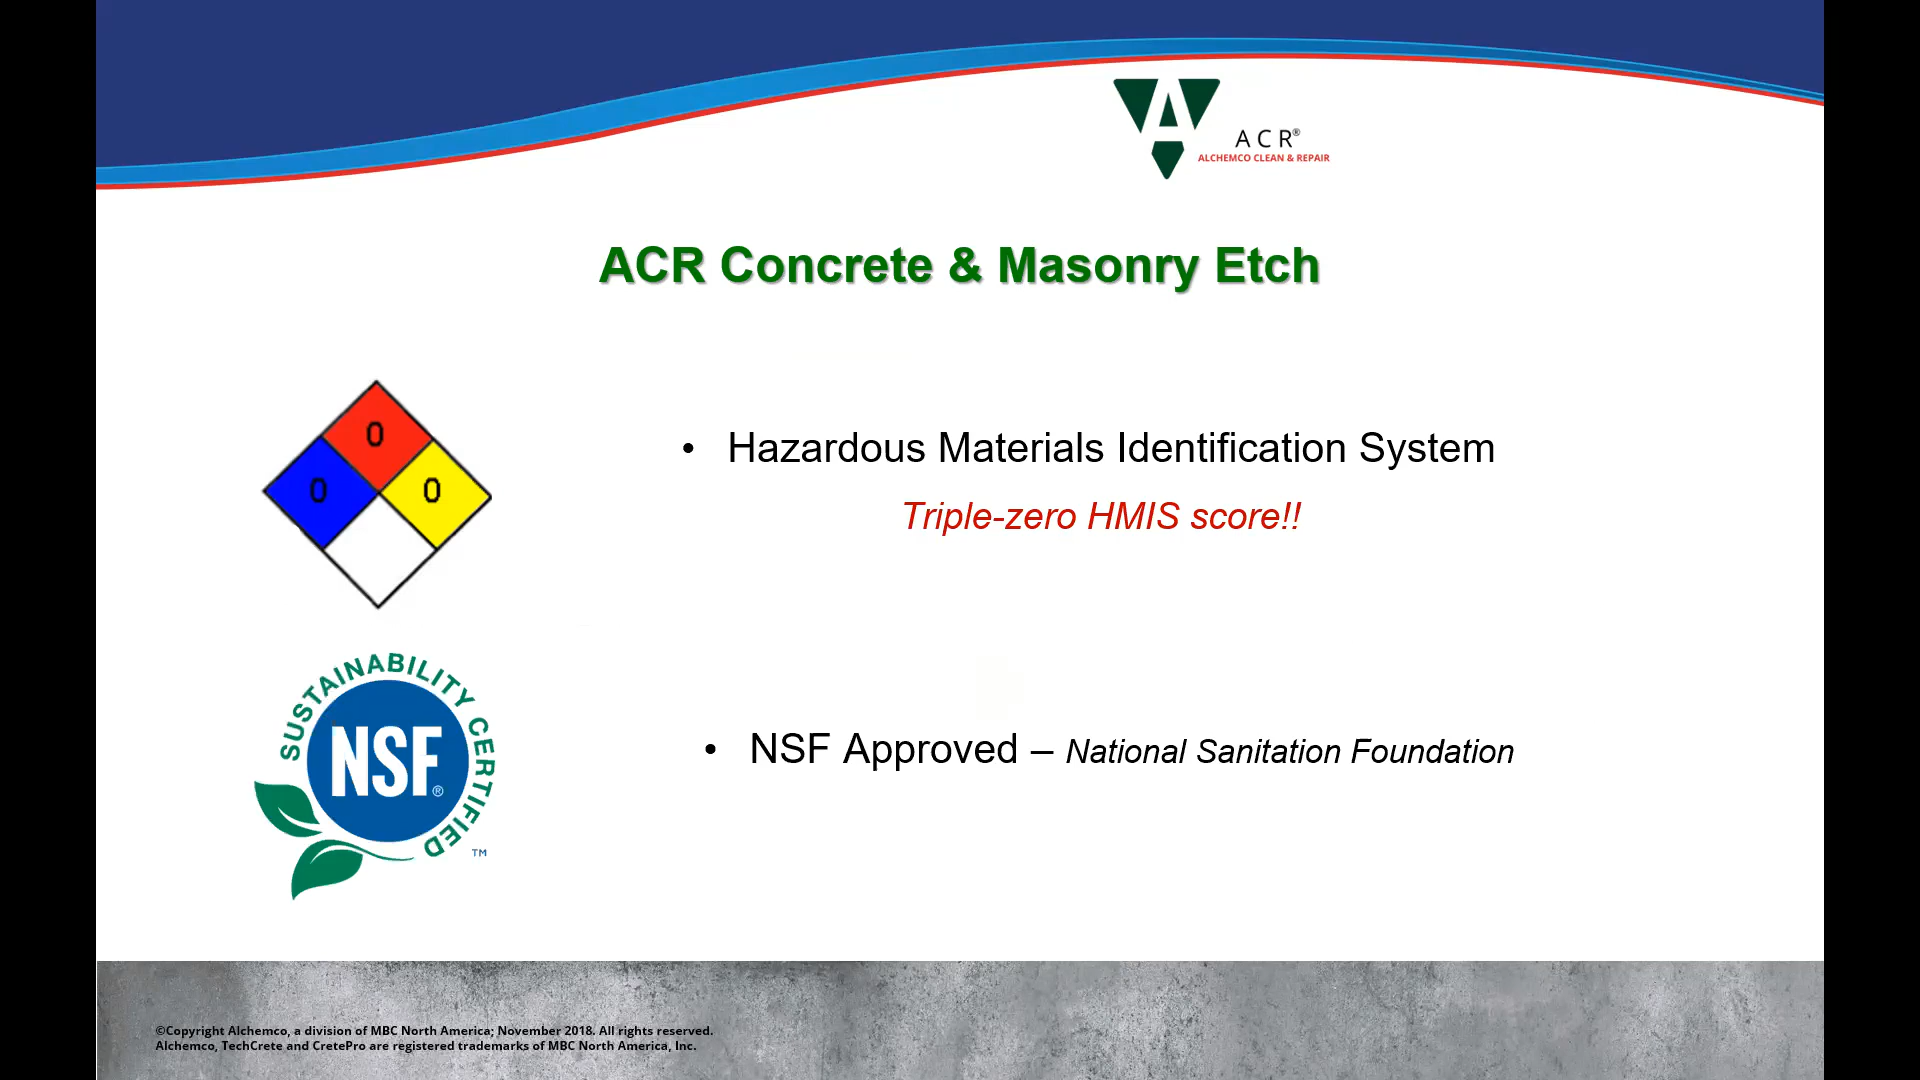 ACR®
ALCHEMCO CLEAN & REPAIR
ACR Concrete & Masonry Etch
0
0
0
• Hazardous Materials Identification System
Triple-zero HMIS score!!
SUSTAINABILITY CERTIFIED
NSF®
TM
• NSF Approved – National Sanitation Foundation
©Copyright Alchemco, a division of MBC North America; November 2018. All rights reserved.
Alchemco, TechCrete and CretePro are registered trademarks of MBC North America, Inc.